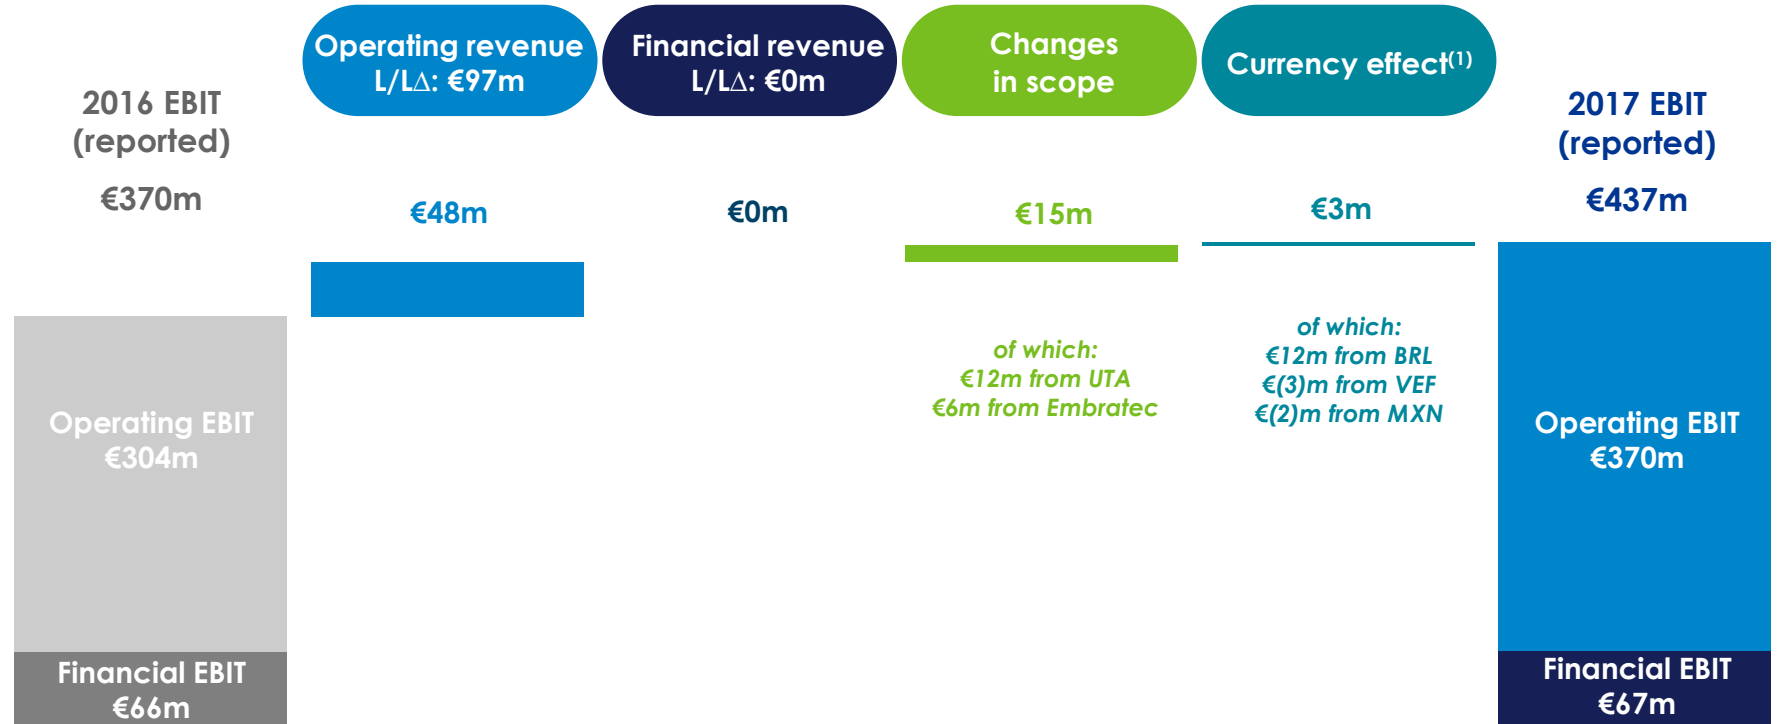 2016 EBIT
(reported)
€370m
Operating EBIT
€304m
Financial EBIT
€66m
Operating revenue
L/L∆: €97m
€48m
Financial revenue
L/L∆: €0m
€0m
Changes
in scope
€15m
of which:
€12m from UTA
€6m from Embratec
Currency effect(1)
€3m
of which:
€12m from BRL
€(3)m from VEF
€(2)m from MXN
2017 EBIT
(reported)
€437m
Operating EBIT
€370m
Financial EBIT
€67m